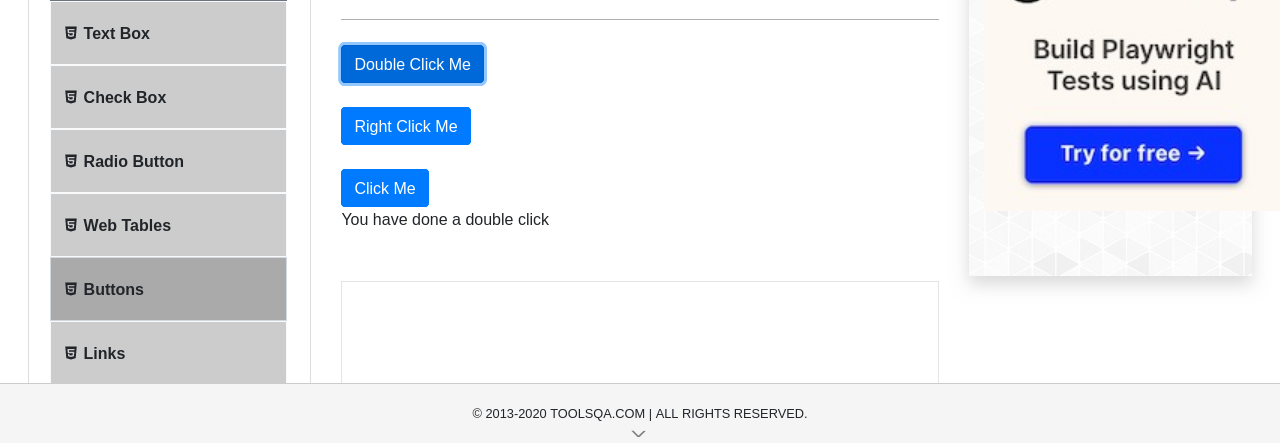 Text Box
Check Box
Radio Button
Web Tables
Buttons
Links
Double Click Me
Right Click Me
Click Me
You have done a double click
Build Playwright
Tests using AI
Try for free →
© 2013-2020 TOOLSQA.COM | ALL RIGHTS RESERVED.